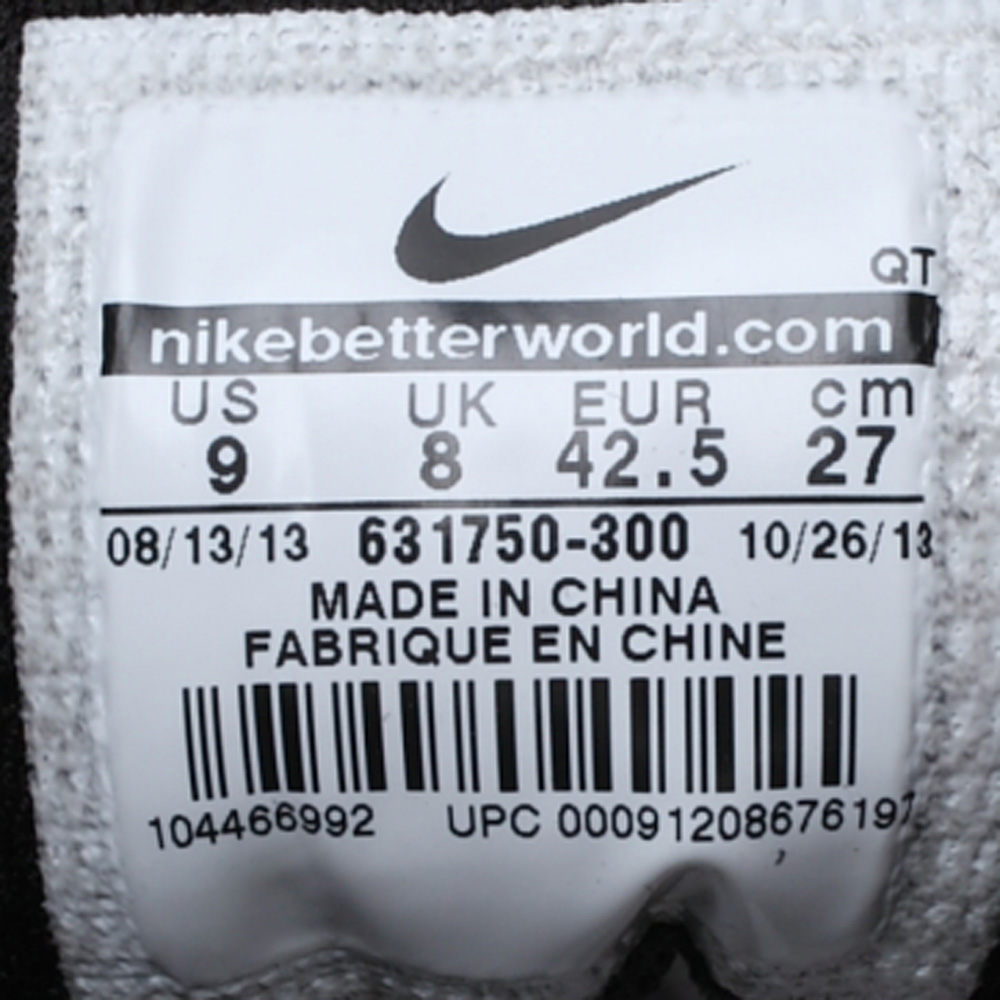 QT
nikebetterworld.com
US UK EUR cm
9 8 42.5 27
08/13/13 631750-300 10/26/13
MADE IN CHINA
FABRIQUE EN CHINE
104466992 UPC 00091208676197